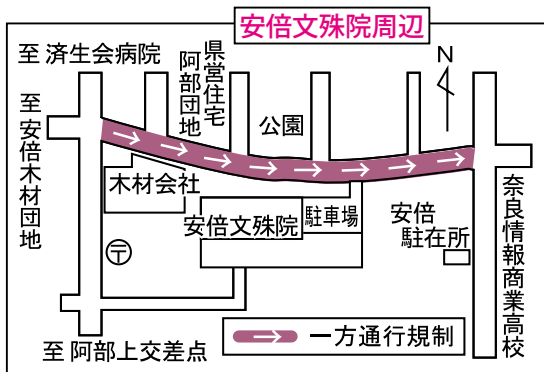 安倍文殊院周辺
至 済生会病院
県営住宅
阿部団地
N
公園
至 安倍木材団地
木材会社
安倍文殊院
駐車場
安倍
駐在所
〒
奈良情報商業高校
一方通行規制
至 阿部上交差点